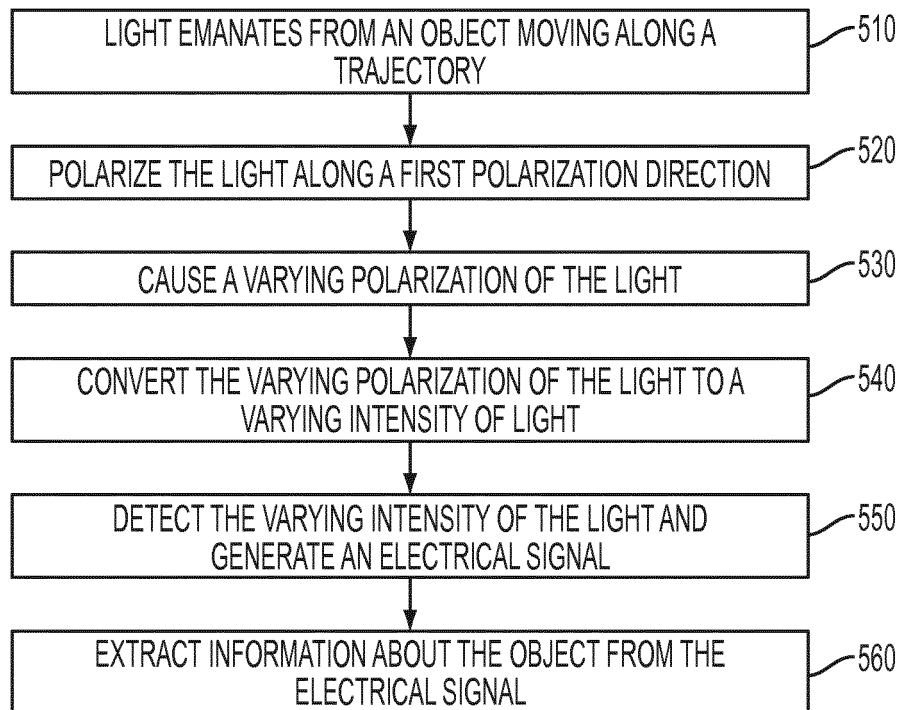 LIGHT EMANATES FROM AN OBJECT MOVING ALONG A
TRAJECTORY
510
POLARIZE THE LIGHT ALONG A FIRST POLARIZATION DIRECTION
520
CAUSE A VARYING POLARIZATION OF THE LIGHT
530
CONVERT THE VARYING POLARIZATION OF THE LIGHT TO A
VARYING INTENSITY OF LIGHT
540
DETECT THE VARYING INTENSITY OF THE LIGHT AND
GENERATE AN ELECTRICAL SIGNAL
550
EXTRACT INFORMATION ABOUT THE OBJECT FROM THE
ELECTRICAL SIGNAL
560